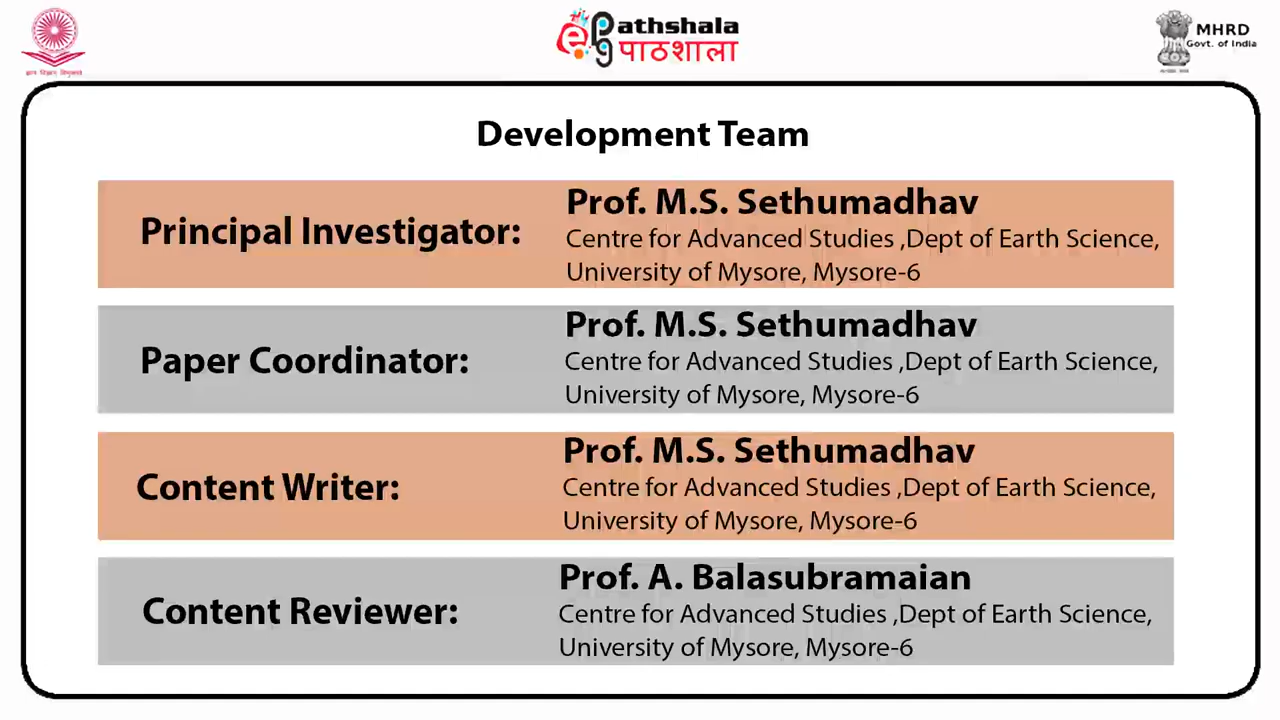 ज्ञान विज्ञान विमुक्तये
ePathshala
पाठशाला
MHRD
Govt. of India
Development Team
Principal Investigator:
Prof. M.S. Sethumadhav
Centre for Advanced Studies ,Dept of Earth Science,
University of Mysore, Mysore-6
Paper Coordinator:
Prof. M.S. Sethumadhav
Centre for Advanced Studies ,Dept of Earth Science,
University of Mysore, Mysore-6
Content Writer:
Prof. M.S. Sethumadhav
Centre for Advanced Studies ,Dept of Earth Science,
University of Mysore, Mysore-6
Content Reviewer:
Prof. A. Balasubramaian
Centre for Advanced Studies ,Dept of Earth Science,
University of Mysore, Mysore-6